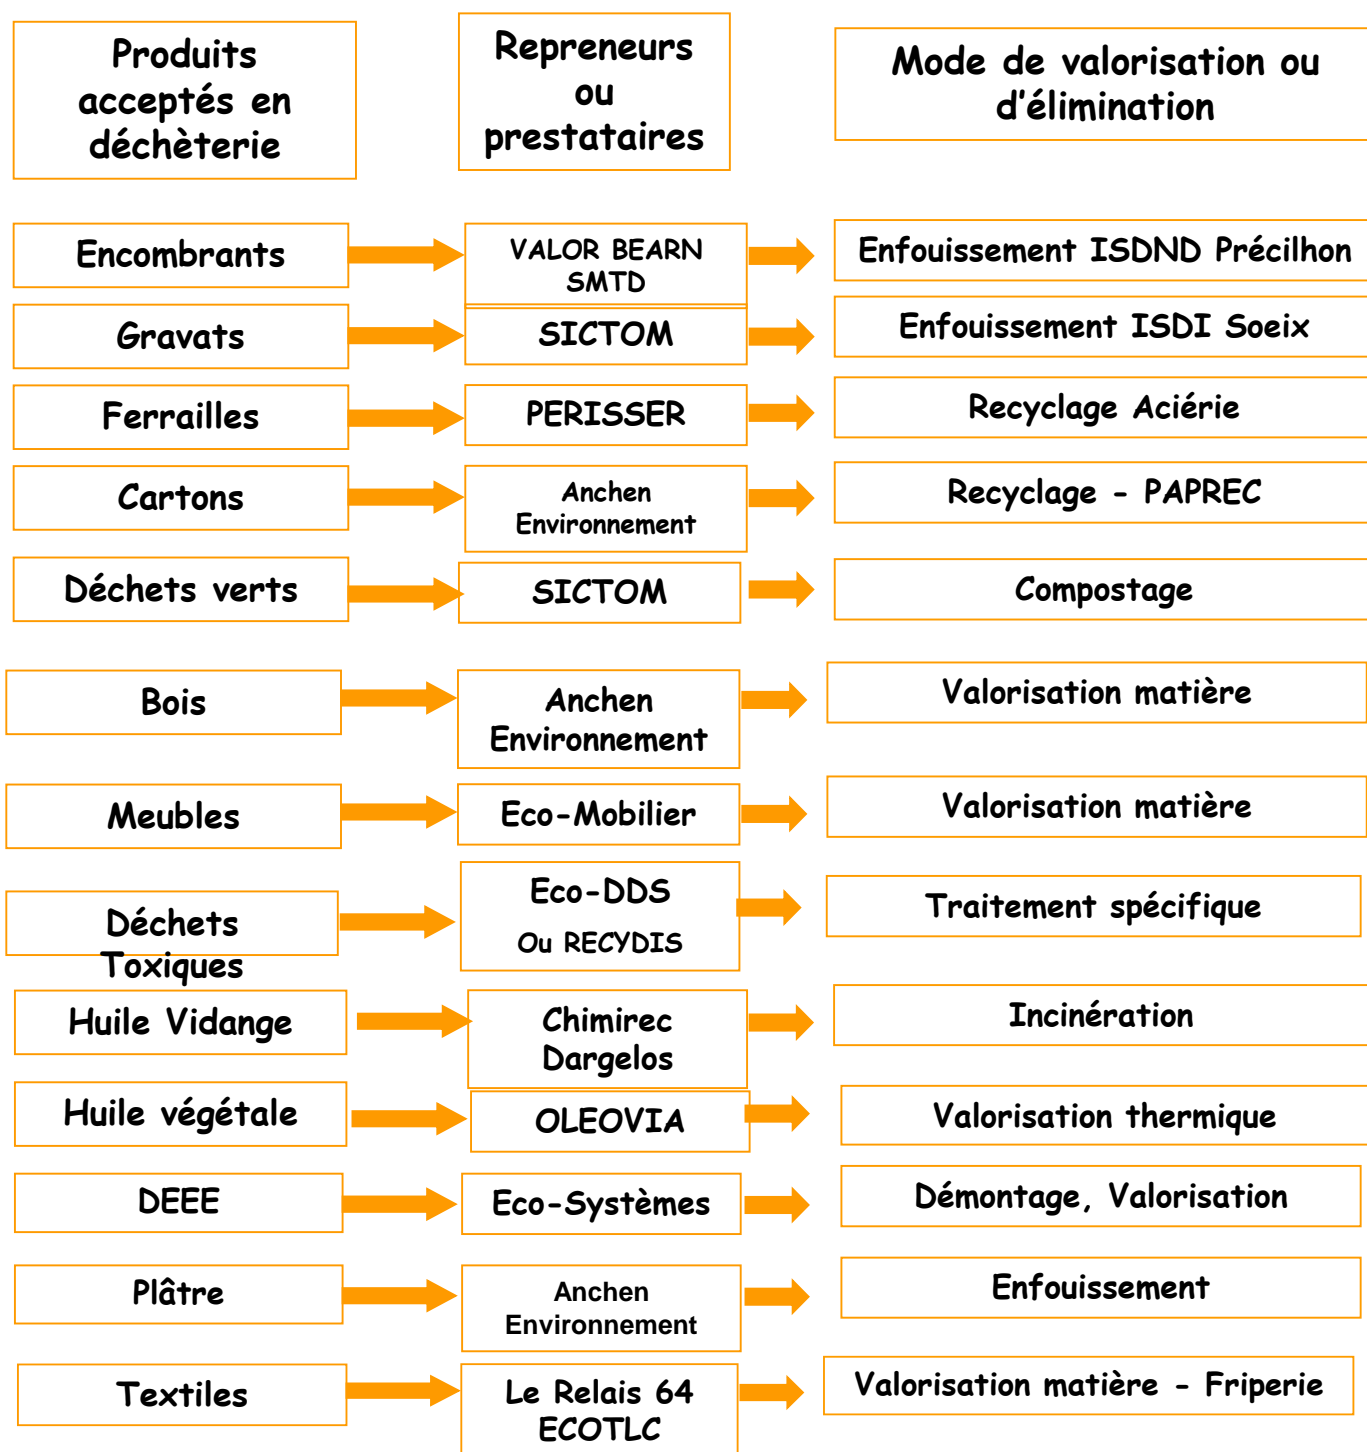 Produits
acceptés en
déchèterie
Repreneurs
ou
prestataires
Mode de valorisation ou
d'élimination
Encombrants
VALOR BEARN
SMTD
Enfouissement ISDND Précilhon
Gravats
SICTOM
Enfouissement ISDI Soeix
Ferrailles
PERISSER
Recyclage Aciérie
Cartons
Anchen
Environnement
Recyclage - PAPREC
Déchets verts
SICTOM
Compostage
Bois
Anchen
Environnement
Valorisation matière
Meubles
Eco-Mobilier
Valorisation matière
Déchets
Toxiques
Eco-DDS
Ou RECYDIS
Traitement spécifique
Huile Vidange
Chimirec
Dargelos
Incinération
Huile végétale
OLEOVIA
Valorisation thermique
DEEE
Eco-Systèmes
Démontage, Valorisation
Plâtre
Anchen
Environnement
Enfouissement
Textiles
Le Relais 64
ECOTLC
Valorisation matière - Friperie